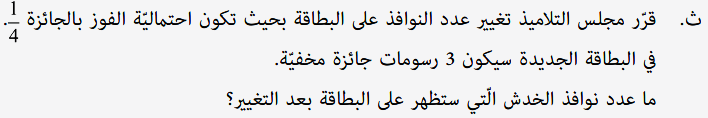 ث. قرّر مجلس التلاميذ تغيير عدد النوافذ على البطاقة بحيث تكون احتماليّة الفوز بالجائزة 1/4.
في البطاقة الجديدة سيكون 3 رسومات جائزة مخفيّة.
ما عدد نوافذ الخدش الّتي ستظهر على البطاقة بعد التغيير؟